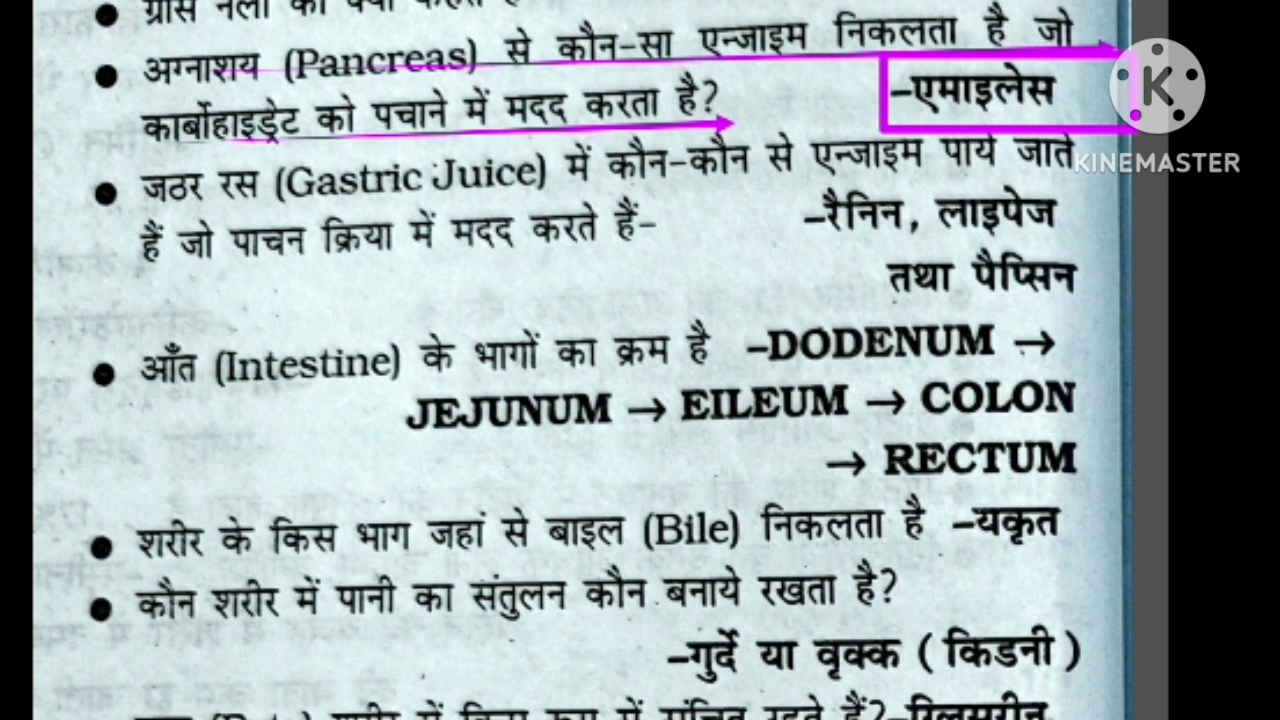 • अग्नाशय (Pancreas) से कौन-सा एन्जाइम निकलता है जो
कार्बोहाइड्रेट को पचाने में मदद करता है? –एमाइलेस
K
KINEMASTER
• जठर रस (Gastric Juice) में कौन-कौन से एन्जाइम पाये जाते
हैं जो पाचन क्रिया में मदद करते हैं– –रैनिन, लाइपेज
तथा पैप्सिन
• आँत (Intestine) के भागों का क्रम है –DODENUM →
JEJUNUM → EILEUM → COLON
→ RECTUM
• शरीर के किस भाग जहां से बाइल (Bile) निकलता है –यकृत
• कौन शरीर में पानी का संतुलन कौन बनाये रखता है?
–गुर्दे या वृक्क ( किडनी )